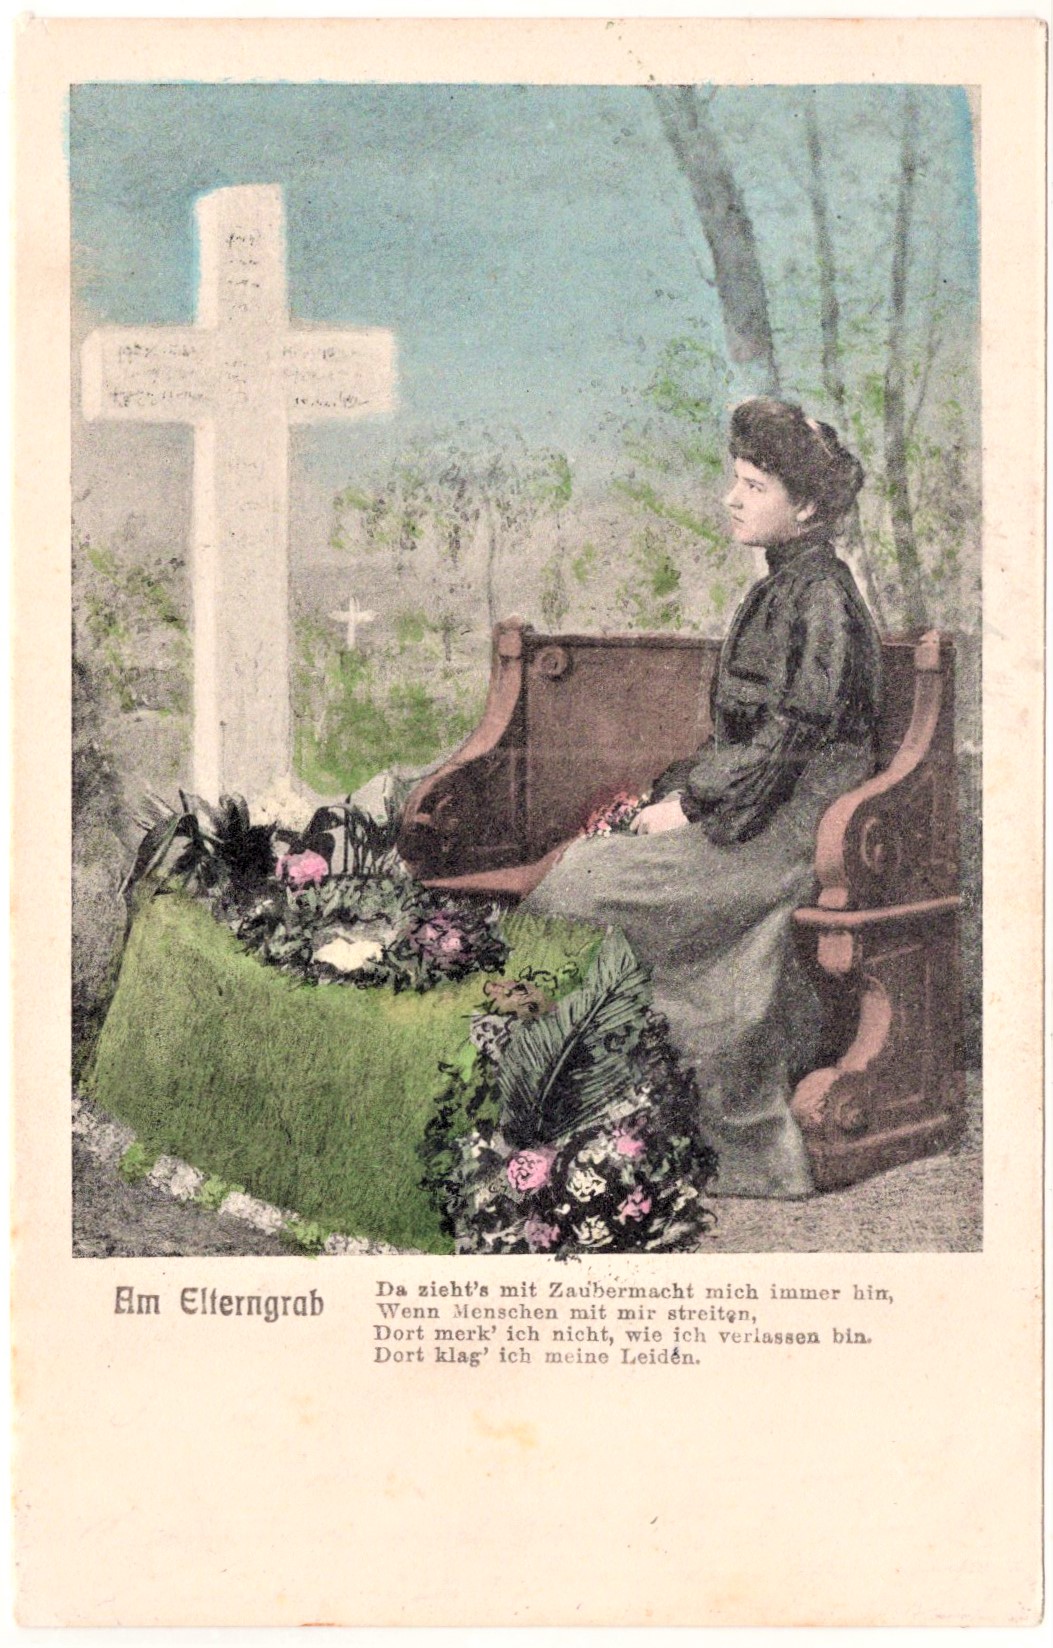 Am Elterngrab
Da zieht's mit Zaubermacht mich immer hin,
Wenn Menschen mit mir streiten,
Dort merk' ich nicht, wie ich verlassen bin.
Dort klag' ich meine Leiden.